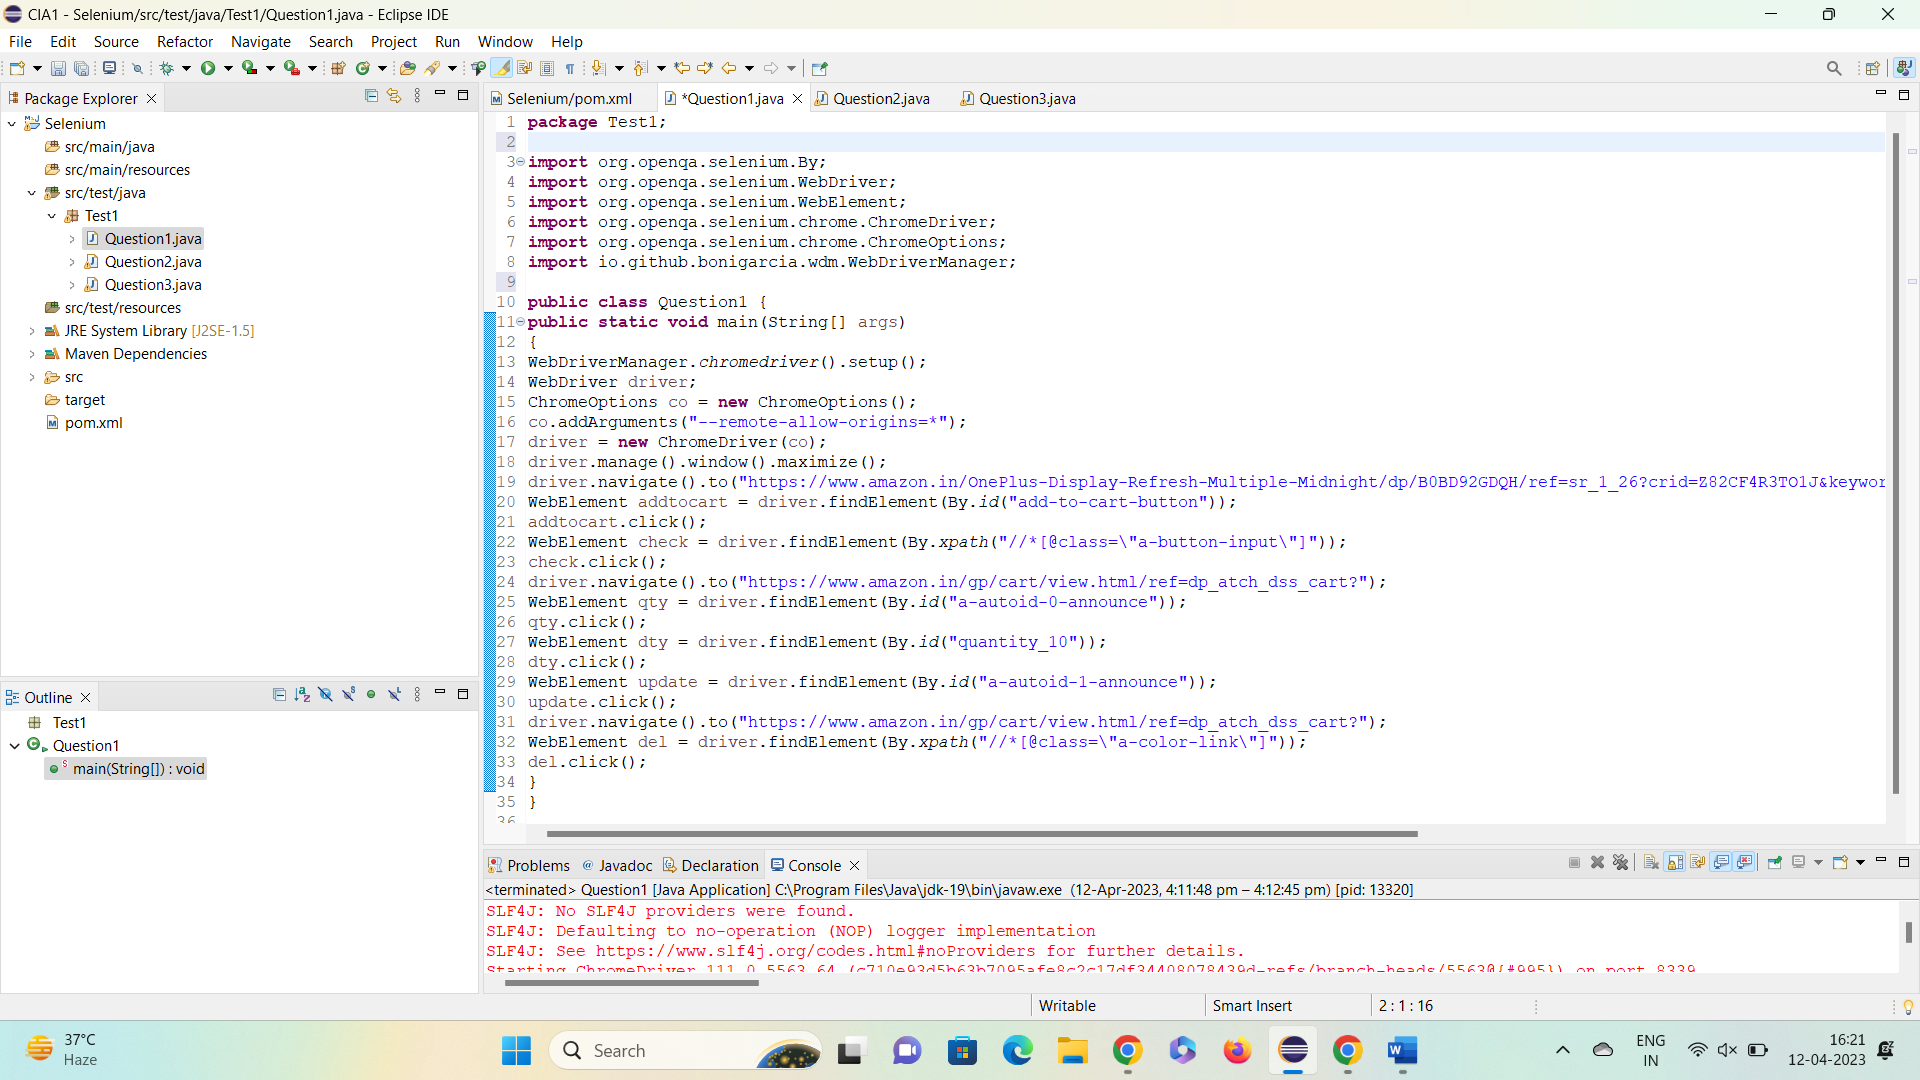 CIA1 - Selenium/src/test/java/Test1/Question1.java - Eclipse IDE
File Edit Source Refactor Navigate Search Project Run Window Help
Package Explorer
Selenium
src/main/java
src/main/resources
src/test/java
Test1
Question1.java
Question2.java
Question3.java
src/test/resources
JRE System Library [J2SE-1.5]
Maven Dependencies
src
target
pom.xml
Outline
Test1
Question1
main(String[]) : void
Selenium/pom.xml *Question1.java Question2.java Question3.java
1 package Test1;
2
3 import org.openqa.selenium.By;
4 import org.openqa.selenium.WebDriver;
5 import org.openqa.selenium.WebElement;
6 import org.openqa.selenium.chrome.ChromeDriver;
7 import org.openqa.selenium.chrome.ChromeOptions;
8 import io.github.bonigarcia.wdm.WebDriverManager;
9
10 public class Question1 {
11 public static void main(String[] args)
12 {
13 WebDriverManager.chromedriver().setup();
14 WebDriver driver;
15 ChromeOptions co = new ChromeOptions();
16 co.addArguments("--remote-allow-origins=*");
17 driver = new ChromeDriver(co);
18 driver.manage().window().maximize();
19 driver.navigate().to("https://www.amazon.in/OnePlus-Display-Refresh-Multiple-Midnight/dp/B0BD92GDQH/ref=sr_1_26?crid=Z82CF4R3TO1J&keywor
20 WebElement addtocart = driver.findElement(By.id("add-to-cart-button"));
21 addtocart.click();
22 WebElement check = driver.findElement(By.xpath("//*[@class=\"a-button-input\"]"));
23 check.click();
24 driver.navigate().to("https://www.amazon.in/gp/cart/view.html/ref=dp_atch_dss_cart?");
25 WebElement qty = driver.findElement(By.id("a-autoid-0-announce"));
26 qty.click();
27 WebElement dty = driver.findElement(By.id("quantity_10"));
28 dty.click();
29 WebElement update = driver.findElement(By.id("a-autoid-1-announce"));
30 update.click();
31 driver.navigate().to("https://www.amazon.in/gp/cart/view.html/ref=dp_atch_dss_cart?");
32 WebElement del = driver.findElement(By.xpath("//*[@class=\"a-color-link\"]"));
33 del.click();
34 }
35 }
36
Problems Javadoc Declaration Console
<terminated> Question1 [Java Application] C:\Program Files\Java\jdk-19\bin\javaw.exe (12-Apr-2023, 4:11:48 pm – 4:12:45 pm) [pid: 13320]
SLF4J: No SLF4J providers were found.
SLF4J: Defaulting to no-operation (NOP) logger implementation
SLF4J: See https://www.slf4j.org/codes.html#noProviders for further details.
Starting ChromeDriver 111.0.5563.64 (c710e93d5b63b7095afe8c2c17df34408078439d-refs/branch-heads/5563@{#995}) on port 8339
Writable Smart Insert 2 : 1 : 16
37°C
Haze
Search
ENG
IN
16:21
12-04-2023